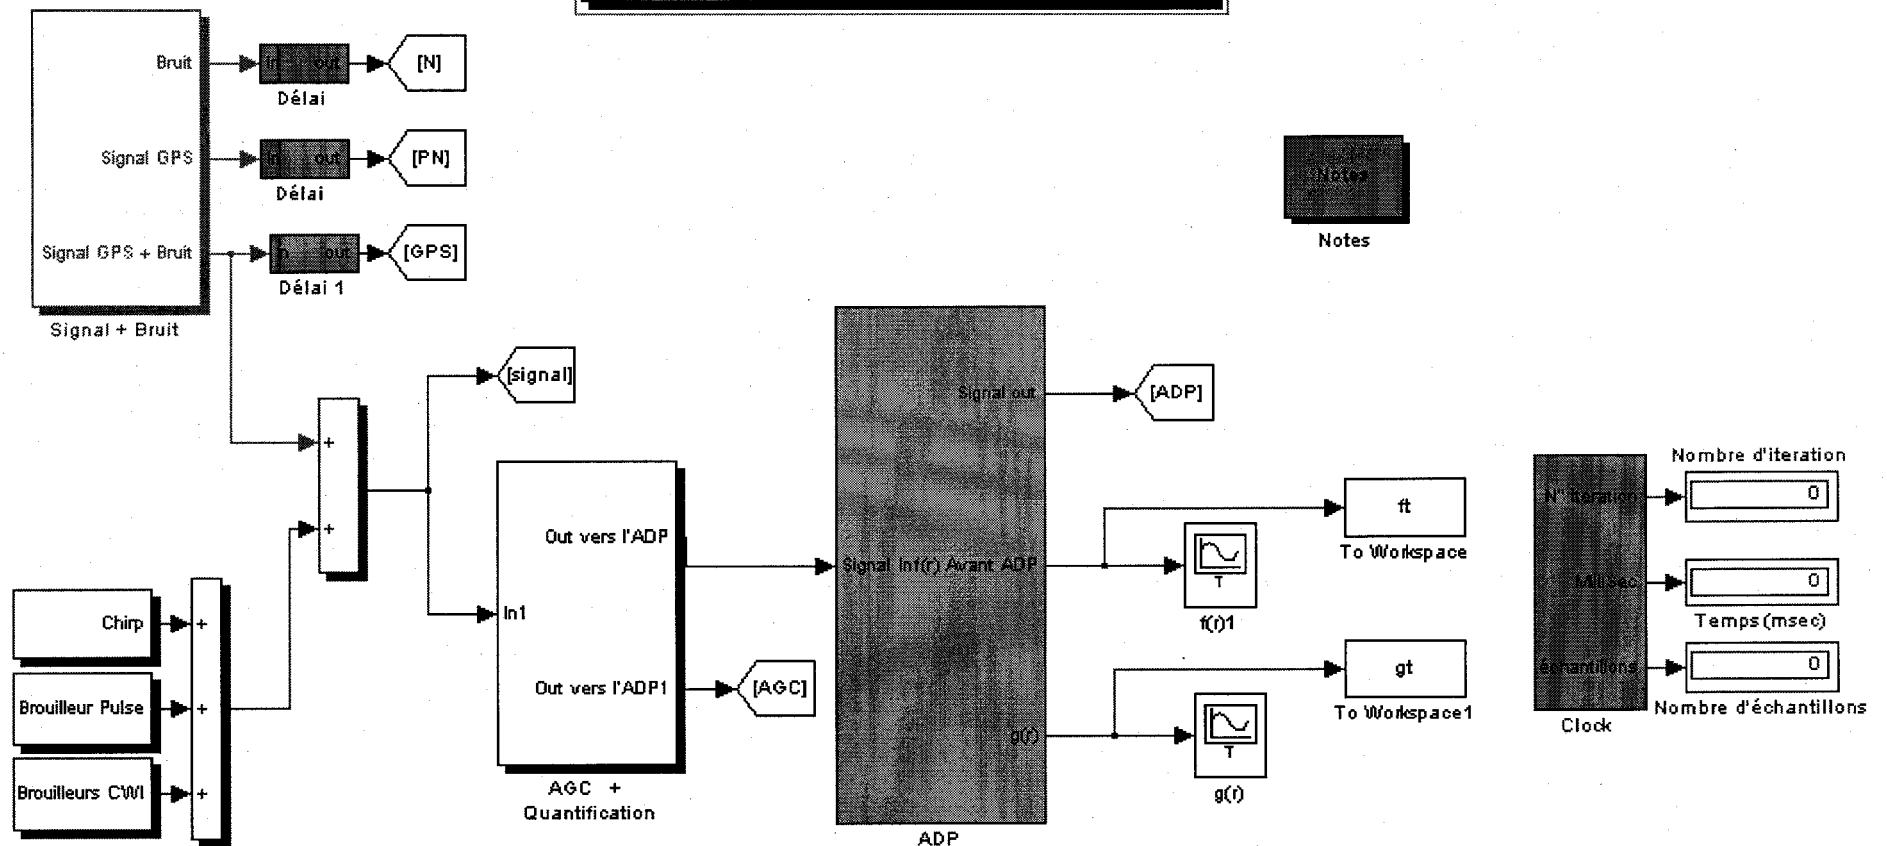 Bruit
in out
[N]
Délai
Signal GPS
in out
[PN]
Délai
Signal GPS + Bruit
n out
[GPS]
Délai 1
Signal + Bruit
Notes
Notes
[signal]
+
+
Out vers l'ADP
In1
Out vers l'ADP1
[AGC]
AGC +
Quantification
Chirp
+
Brouilleur Pulse
+
Brouilleurs CWI
+
Signal out
[ADP]
Signal Inf(r) Avant ADP
g(r)
ADP
ft
To Workspace
T
f(r)1
gt
To Workspace1
T
g(r)
Nombre d'iteration
N° iteration
0
Millisec
0
Temps (msec)
échantillons
0
Nombre d'échantillons
Clock